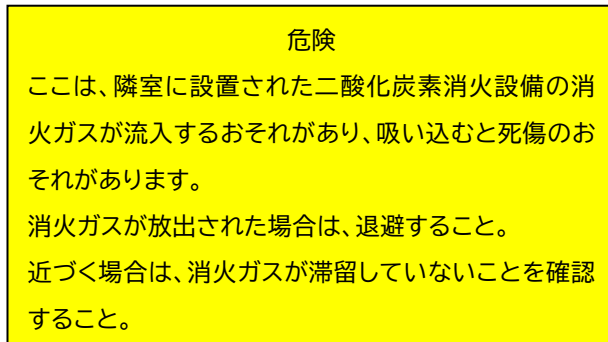 危険
ここは、隣室に設置された二酸化炭素消火設備の消
火ガスが流入するおそれがあり、吸い込むと死傷のお
それがあります。
消火ガスが放出された場合は、退避すること。
近づく場合は、消火ガスが滞留していないことを確認
すること。